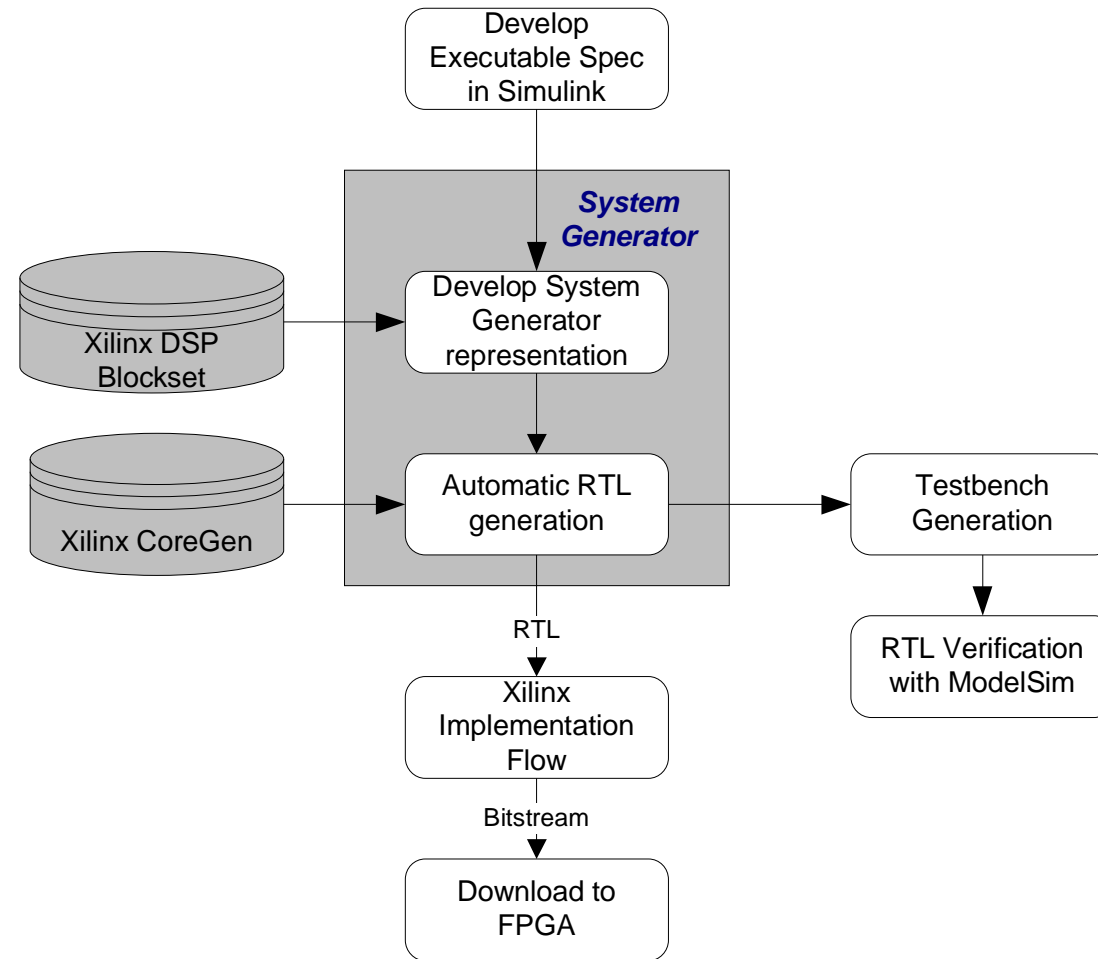 Develop
Executable Spec
in Simulink
System
Generator
Develop System
Generator
representation
Xilinx DSP
Blockset
Automatic RTL
generation
Xilinx CoreGen
Testbench
Generation
RTL
RTL Verification
with ModelSim
Xilinx
Implementation
Flow
Bitstream
Download to
FPGA